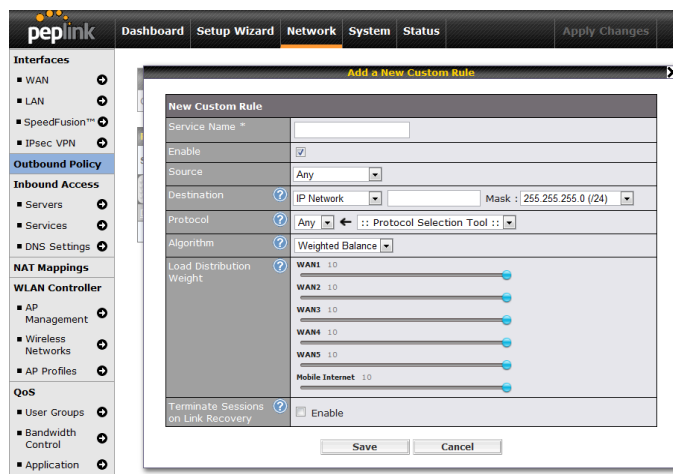 peplink
Dashboard Setup Wizard Network System Status Apply Changes
Interfaces
WAN
LAN
SpeedFusion™
IPsec VPN
Outbound Policy
Inbound Access
Servers
Services
DNS Settings
NAT Mappings
WLAN Controller
AP
Management
Wireless
Networks
AP Profiles
QoS
User Groups
Bandwidth
Control
Application
Add a New Custom Rule
New Custom Rule
Service Name *
Enable
Source Any
Destination ? IP Network Mask : 255.255.255.0 (/24)
Protocol ? Any :: Protocol Selection Tool ::
Algorithm ? Weighted Balance
Load Distribution
Weight ?
WAN1 10
WAN2 10
WAN3 10
WAN4 10
WAN5 10
Mobile Internet 10
Terminate Sessions
on Link Recovery ? Enable
Save Cancel